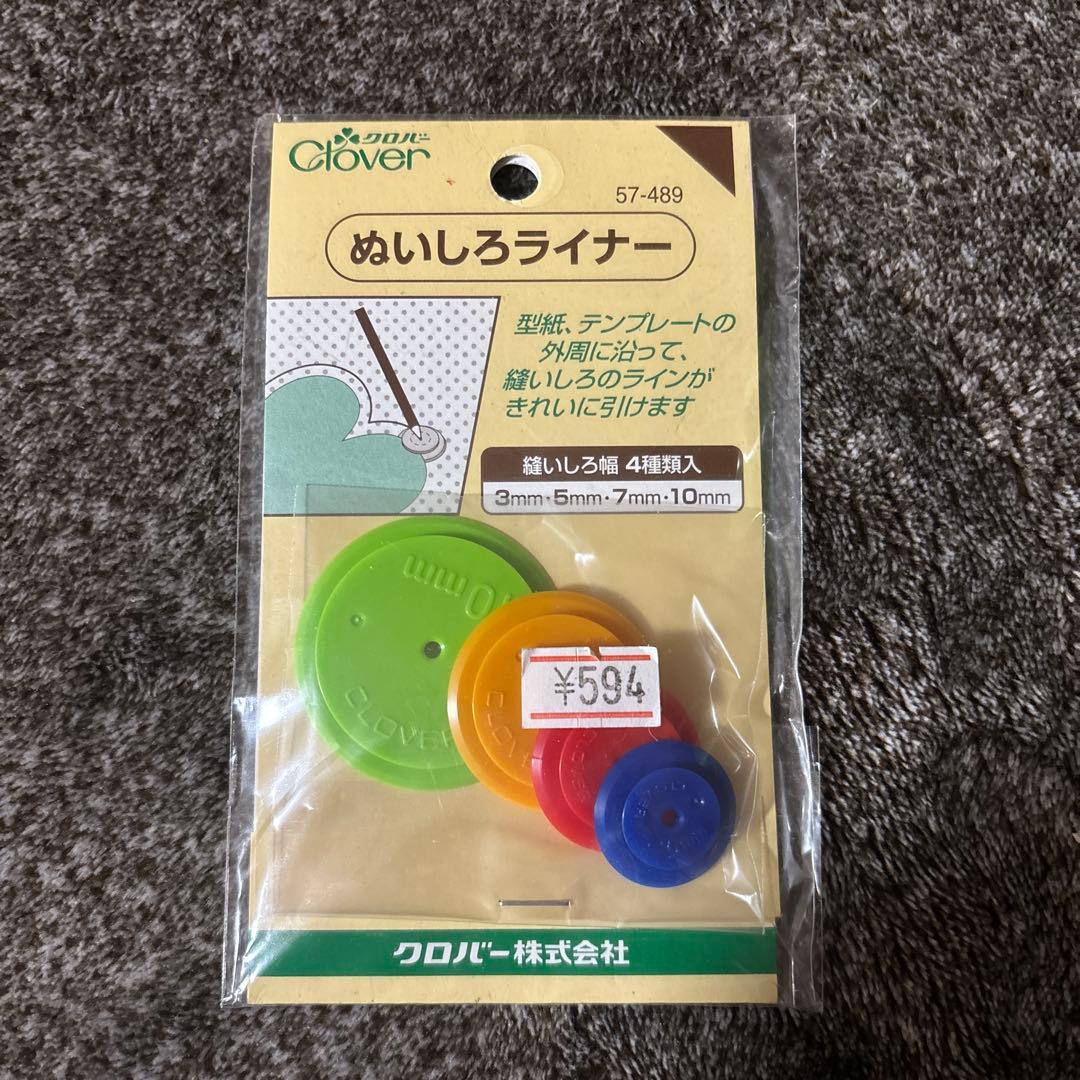 クロバー
Clover
57-489
ぬいしろライナー
型紙、テンプレートの
外周に沿って、
縫いしろのラインが
きれいに引けます
縫いしろ幅 4種類入
3mm・5mm・7mm・10mm
10mm
CLOVER
CLOV
¥594
クロバー株式会社